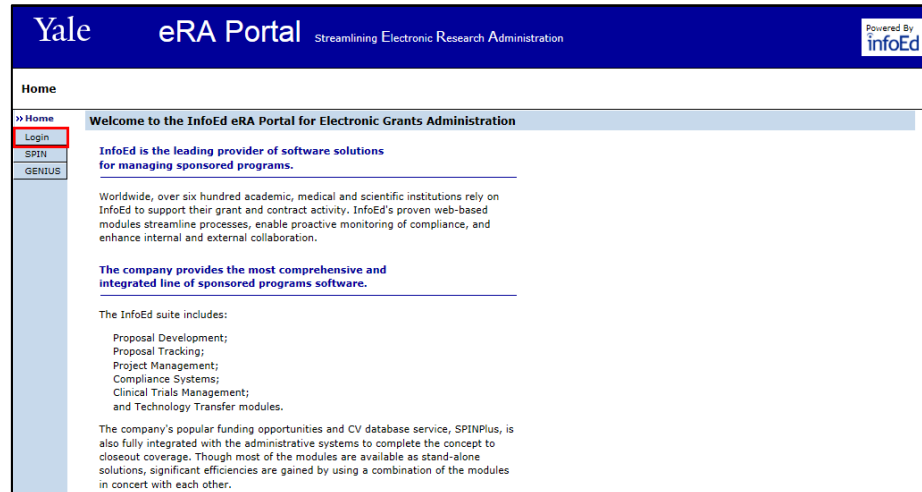 Yale eRA Portal Streamlining Electronic Research Administration
Powered By
infoEd
Home
» Home
Login
SPIN
GENIUS
Welcome to the InfoEd eRA Portal for Electronic Grants Administration
InfoEd is the leading provider of software solutions
for managing sponsored programs.
Worldwide, over six hundred academic, medical and scientific institutions rely on
InfoEd to support their grant and contract activity. InfoEd's proven web-based
modules streamline processes, enable proactive monitoring of compliance, and
enhance internal and external collaboration.
The company provides the most comprehensive and
integrated line of sponsored programs software.
The InfoEd suite includes:
Proposal Development;
Proposal Tracking;
Project Management;
Compliance Systems;
Clinical Trials Management;
and Technology Transfer modules.
The company's popular funding opportunities and CV database service, SPINPlus, is
also fully integrated with the administrative systems to complete the concept to
closeout coverage. Though most of the modules are available as stand-alone
solutions, significant efficiencies are gained by using a combination of the modules
in concert with each other.